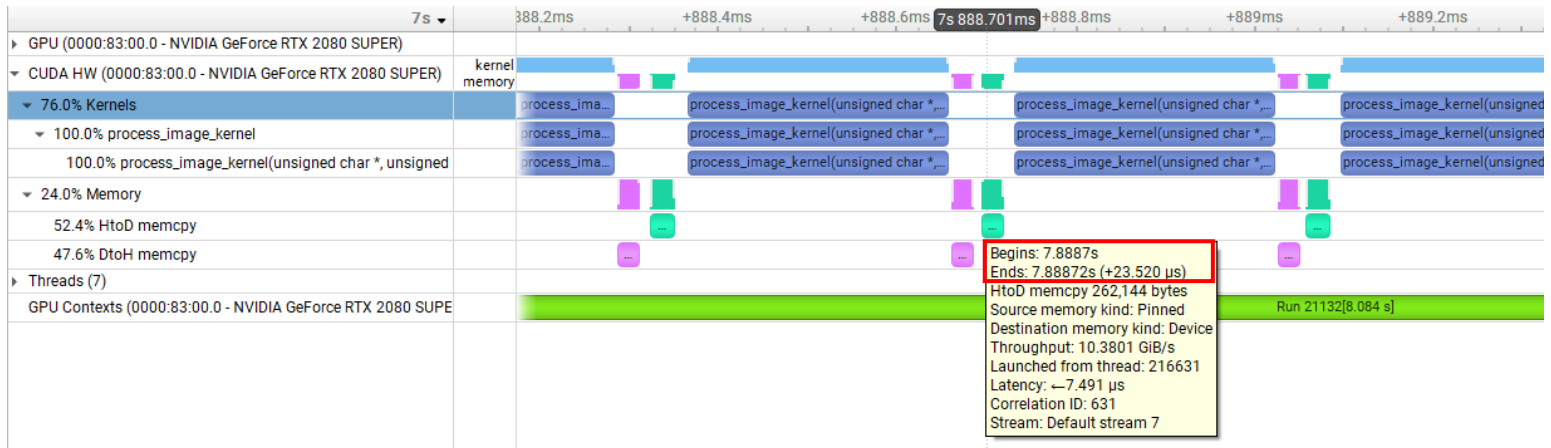 7s 388.2ms +888.4ms +888.6ms 7s 888.701ms +888.8ms +889ms +889.2ms
GPU (0000:83:00.0 - NVIDIA GeForce RTX 2080 SUPER)
CUDA HW (0000:83:00.0 - NVIDIA GeForce RTX 2080 SUPER) kernel
memory
76.0% Kernels process_ima... process_image_kernel(unsigned char *,... process_image_kernel(unsigned char *,... process_image_kernel(unsigned
100.0% process_image_kernel process_ima... process_image_kernel(unsigned char *,... process_image_kernel(unsigned char *,... process_image_kernel(unsigned
100.0% process_image_kernel(unsigned char *, unsigned process_ima... process_image_kernel(unsigned char *,... process_image_kernel(unsigned char *,... process_image_kernel(unsigned
24.0% Memory
52.4% HtoD memcpy ... ... ...
47.6% DtoH memcpy ... ... ...
Threads (7)
GPU Contexts (0000:83:00.0 - NVIDIA GeForce RTX 2080 SUPE Run 21132[8.084 s]
Begins: 7.8887s
Ends: 7.88872s (+23.520 μs)
HtoD memcpy 262,144 bytes
Source memory kind: Pinned
Destination memory kind: Device
Throughput: 10.3801 GiB/s
Launched from thread: 216631
Latency: ←7.491 μs
Correlation ID: 631
Stream: Default stream 7